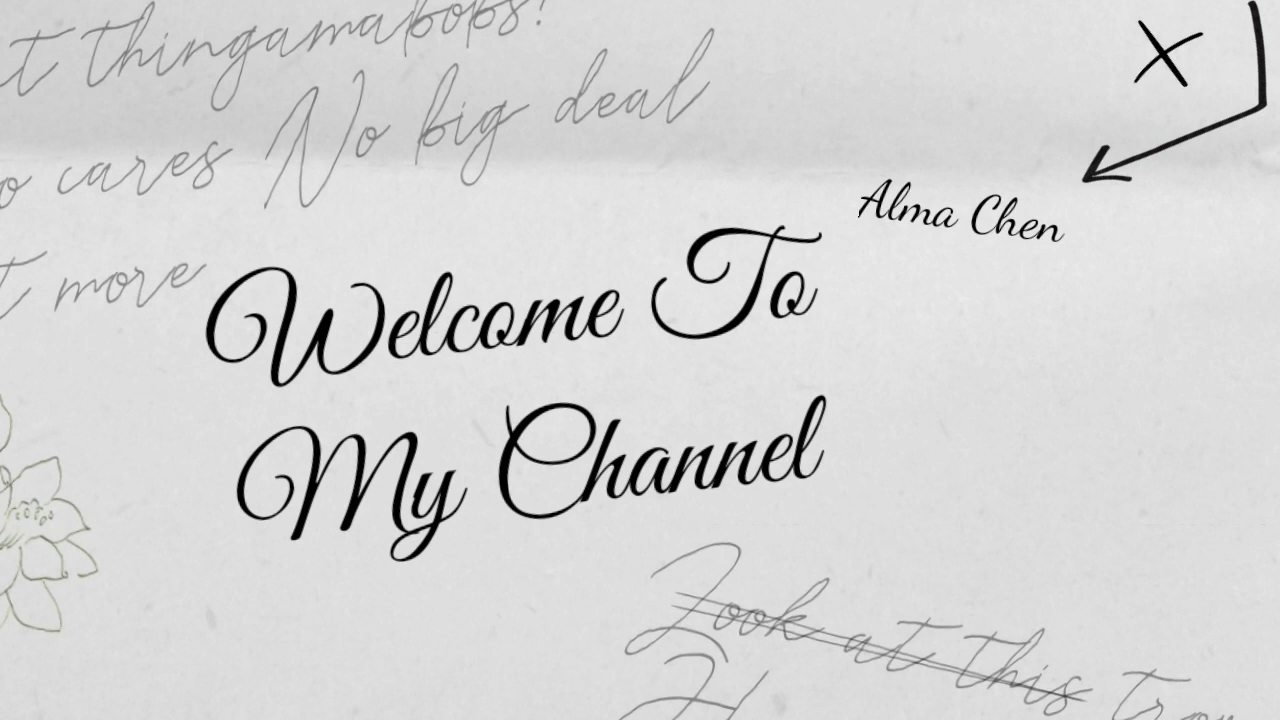 t thingamabobs!
o cares No big deal
t more
Alma Chen
Welcome To
My Channel
Look at this